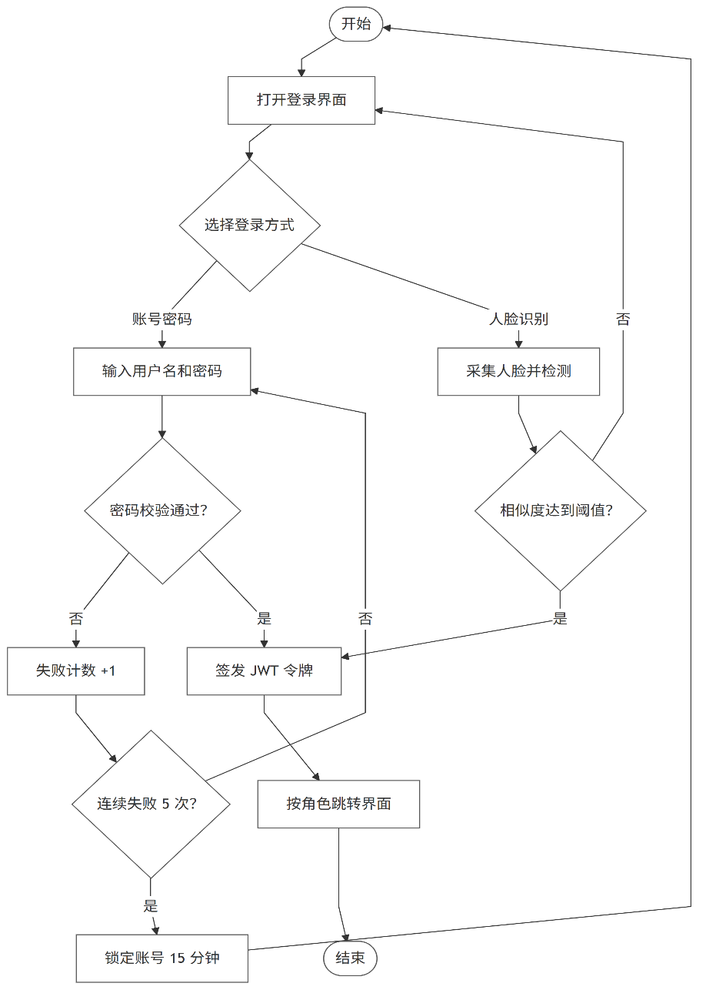 开始
打开登录界面
选择登录方式
账号密码
人脸识别
否
输入用户名和密码
采集人脸并检测
密码校验通过？
相似度达到阈值？
否
是
否
是
失败计数 +1
签发 JWT 令牌
连续失败 5 次？
按角色跳转界面
是
锁定账号 15 分钟
结束